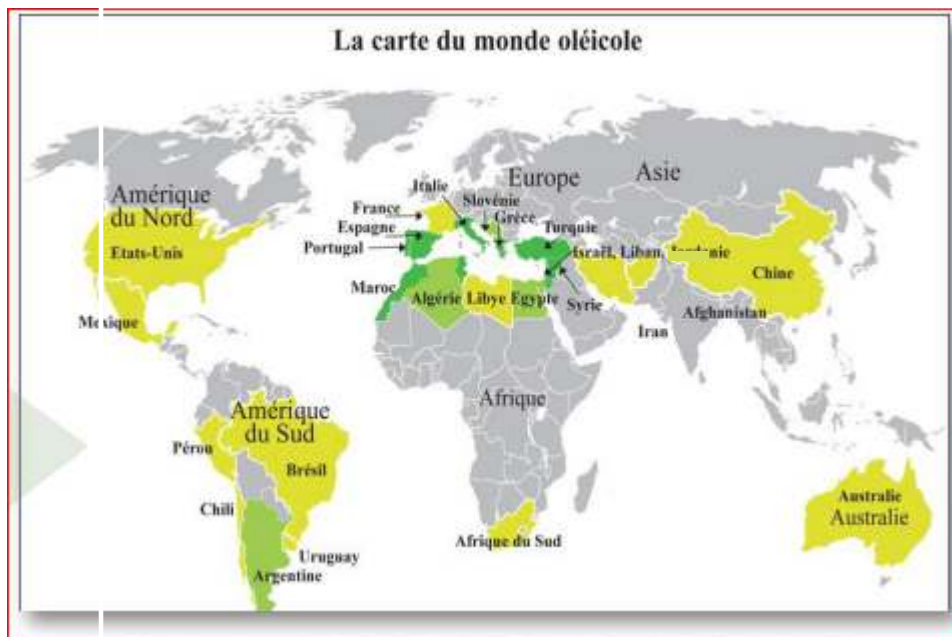 La carte du monde oléicole
Amérique
du Nord
Etats-Unis
Mexique
Europe
Asie
Italie
Slovénie
France
Grèce
Espagne
Turquie
Portugal
Israël, Liban, Jordanie
Maroc
Algérie
Libye
Egypte
Syrie
Chine
Afghanistan
Iran
Afrique
Amérique
du Sud
Pérou
Brésil
Chili
Uruguay
Argentine
Afrique du Sud
Australie
Australie